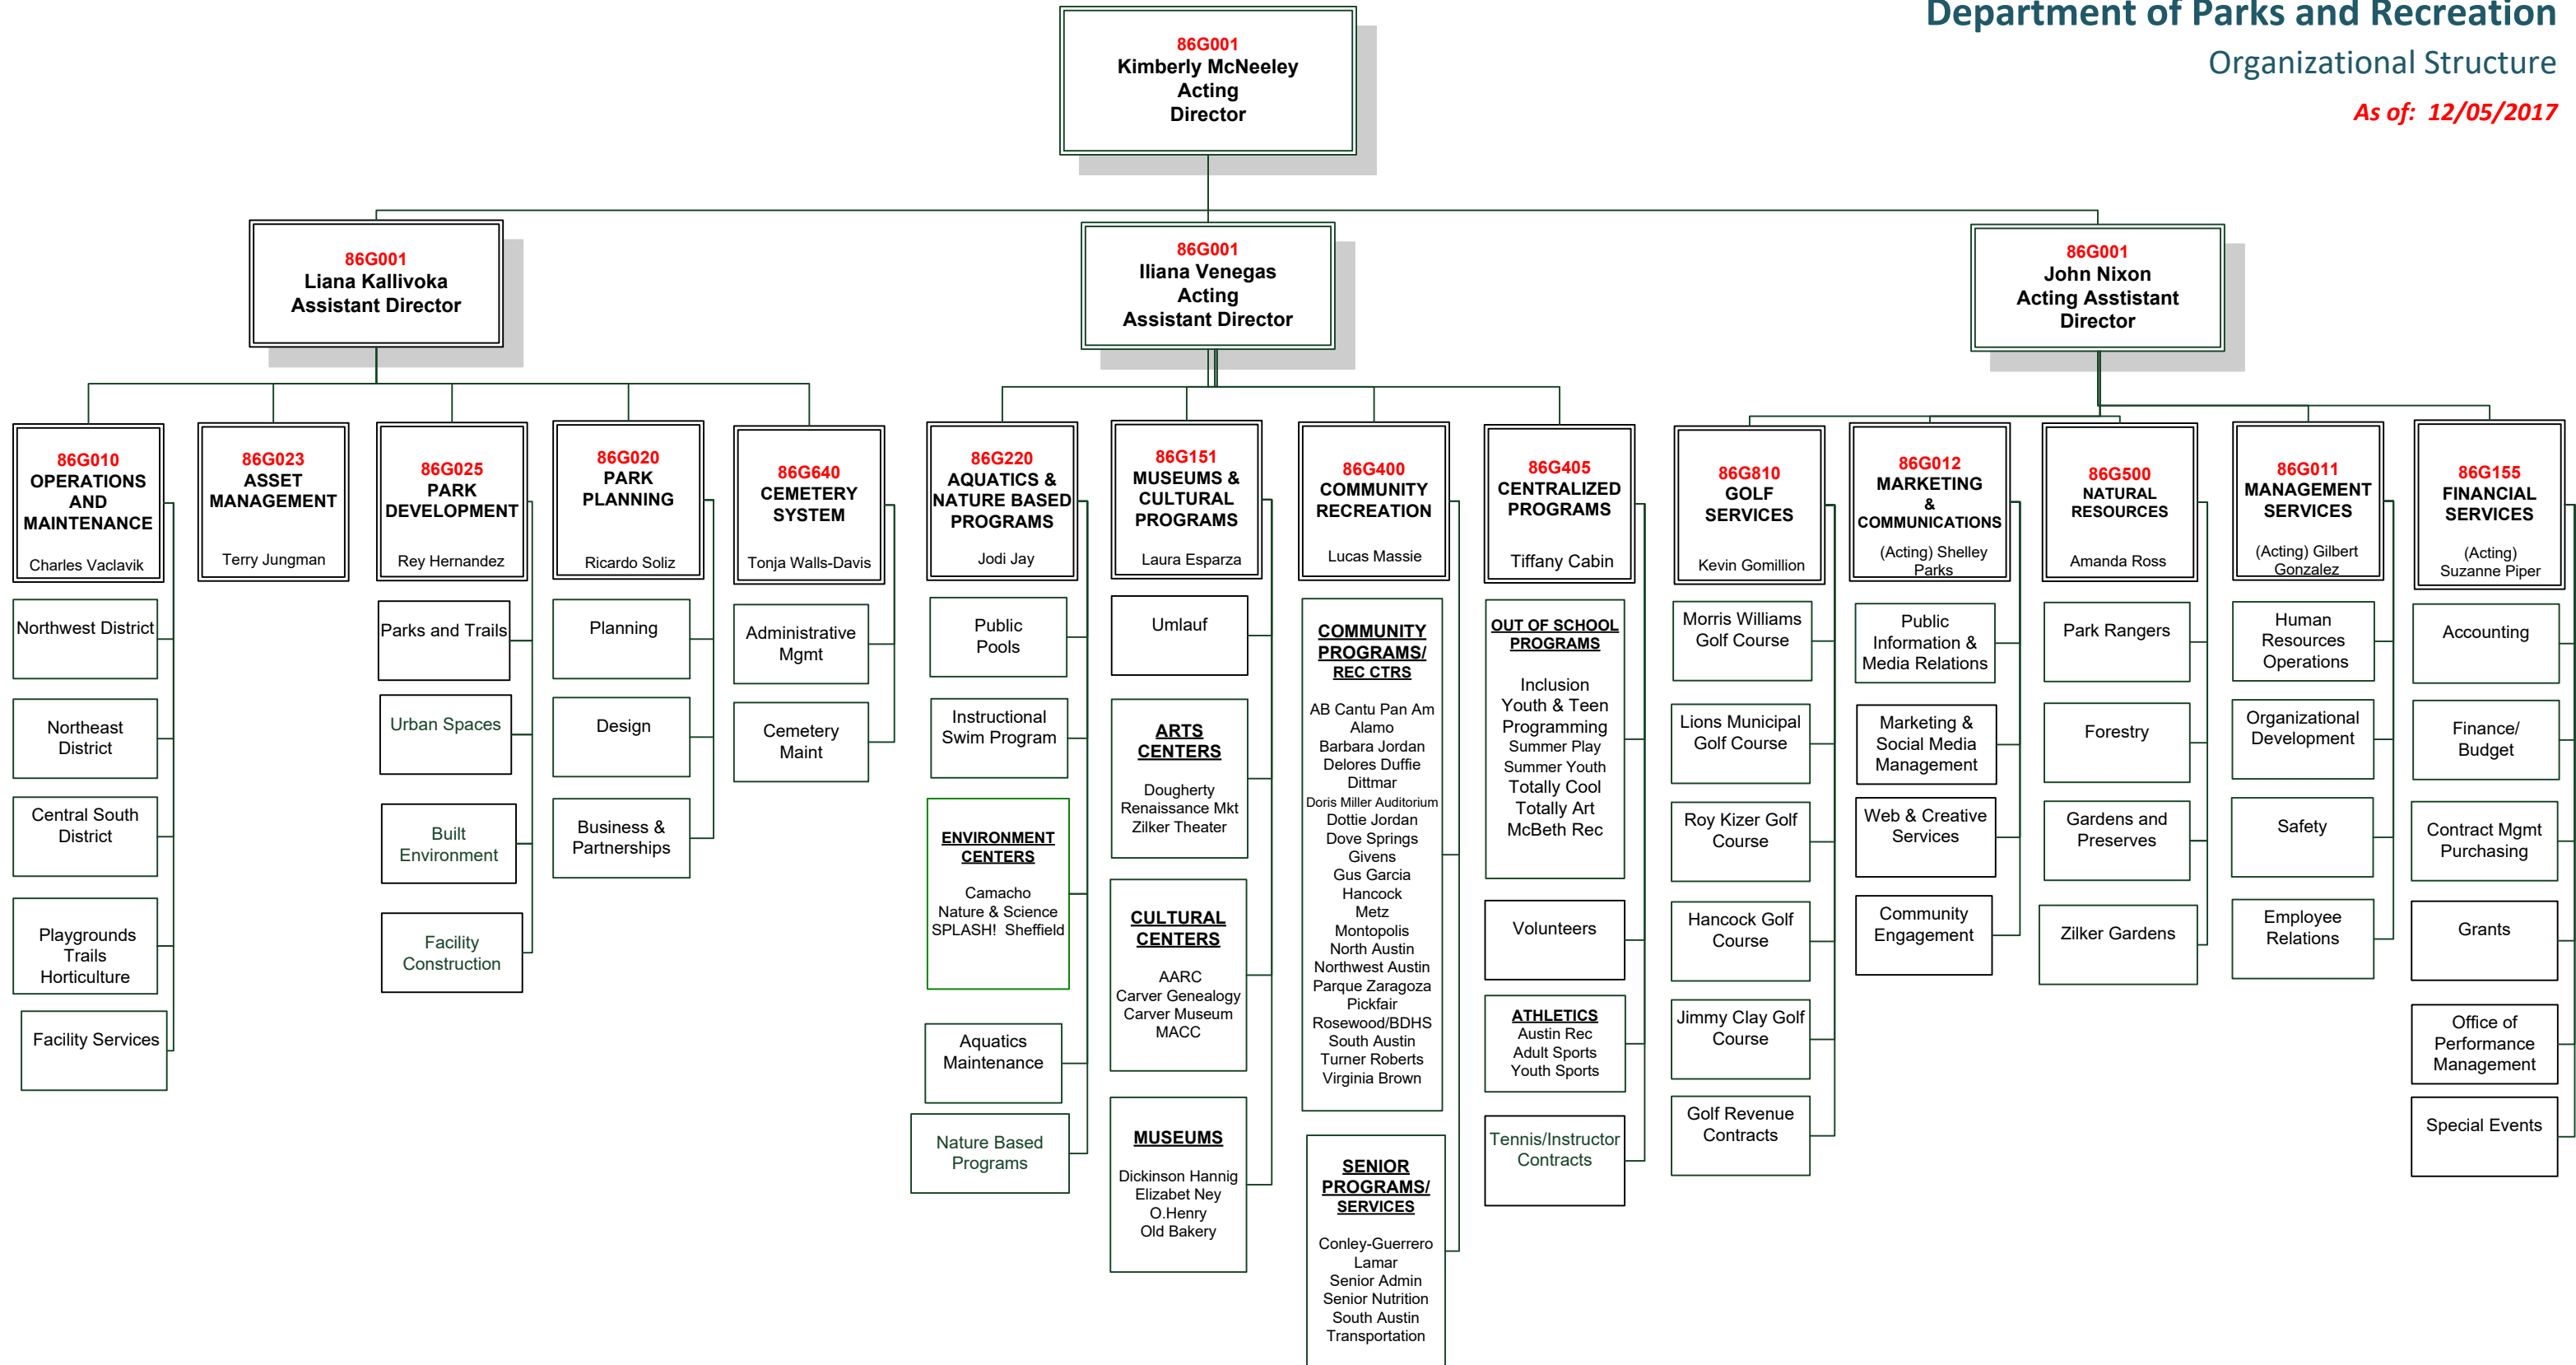 Department of Parks and Recreation
Organizational Structure
As of: 12/05/2017
86G001
Kimberly McNeeley
Acting
Director
86G001
Liana Kallivoka
Assistant Director
86G001
Iliana Venegas
Acting
Assistant Director
86G001
John Nixon
Acting Asstistant
Director
86G010
OPERATIONS
AND
MAINTENANCE
Charles Vaclavik
Northwest District
Northeast
District
Central South
District
Playgrounds
Trails
Horticulture
Facility Services
86G023
ASSET
MANAGEMENT
Terry Jungman
86G025
PARK
DEVELOPMENT
Rey Hernandez
Parks and Trails
Urban Spaces
Built
Environment
Facility
Construction
86G020
PARK
PLANNING
Ricardo Soliz
Planning
Design
Business &
Partnerships
86G640
CEMETERY
SYSTEM
Tonja Walls-Davis
Administrative
Mgmt
Cemetery
Maint
86G220
AQUATICS &
NATURE BASED
PROGRAMS
Jodi Jay
Public
Pools
Instructional
Swim Program
ENVIRONMENT
CENTERS
Camacho
Nature & Science
SPLASH! Sheffield
Aquatics
Maintenance
Nature Based
Programs
86G151
MUSEUMS &
CULTURAL
PROGRAMS
Laura Esparza
Umlauf
ARTS
CENTERS
Dougherty
Renaissance Mkt
Zilker Theater
CULTURAL
CENTERS
AARC
Carver Genealogy
Carver Museum
MACC
MUSEUMS
Dickinson Hannig
Elizabet Ney
O.Henry
Old Bakery
86G400
COMMUNITY
RECREATION
Lucas Massie
COMMUNITY
PROGRAMS/
REC CTRS
AB Cantu Pan Am
Alamo
Barbara Jordan
Delores Duffie
Dittmar
Doris Miller Auditorium
Dottie Jordan
Dove Springs
Givens
Gus Garcia
Hancock
Metz
Montopolis
North Austin
Northwest Austin
Parque Zaragoza
Pickfair
Rosewood/BDHS
South Austin
Turner Roberts
Virginia Brown
SENIOR
PROGRAMS/
SERVICES
Conley-Guerrero
Lamar
Senior Admin
Senior Nutrition
South Austin
Transportation
86G405
CENTRALIZED
PROGRAMS
Tiffany Cabin
OUT OF SCHOOL
PROGRAMS
Inclusion
Youth & Teen
Programming
Summer Play
Summer Youth
Totally Cool
Totally Art
McBeth Rec
Volunteers
ATHLETICS
Austin Rec
Adult Sports
Youth Sports
Tennis/Instructor
Contracts
86G810
GOLF
SERVICES
Kevin Gomillion
Morris Williams
Golf Course
Lions Municipal
Golf Course
Roy Kizer Golf
Course
Hancock Golf
Course
Jimmy Clay Golf
Course
Golf Revenue
Contracts
86G012
MARKETING
&
COMMUNICATIONS
(Acting) Shelley
Parks
Public
Information &
Media Relations
Marketing &
Social Media
Management
Web & Creative
Services
Community
Engagement
86G500
NATURAL
RESOURCES
Amanda Ross
Park Rangers
Forestry
Gardens and
Preserves
Zilker Gardens
86G011
MANAGEMENT
SERVICES
(Acting) Gilbert
Gonzalez
Human
Resources
Operations
Organizational
Development
Safety
Employee
Relations
86G155
FINANCIAL
SERVICES
(Acting)
Suzanne Piper
Accounting
Finance/
Budget
Contract Mgmt
Purchasing
Grants
Office of
Performance
Management
Special Events